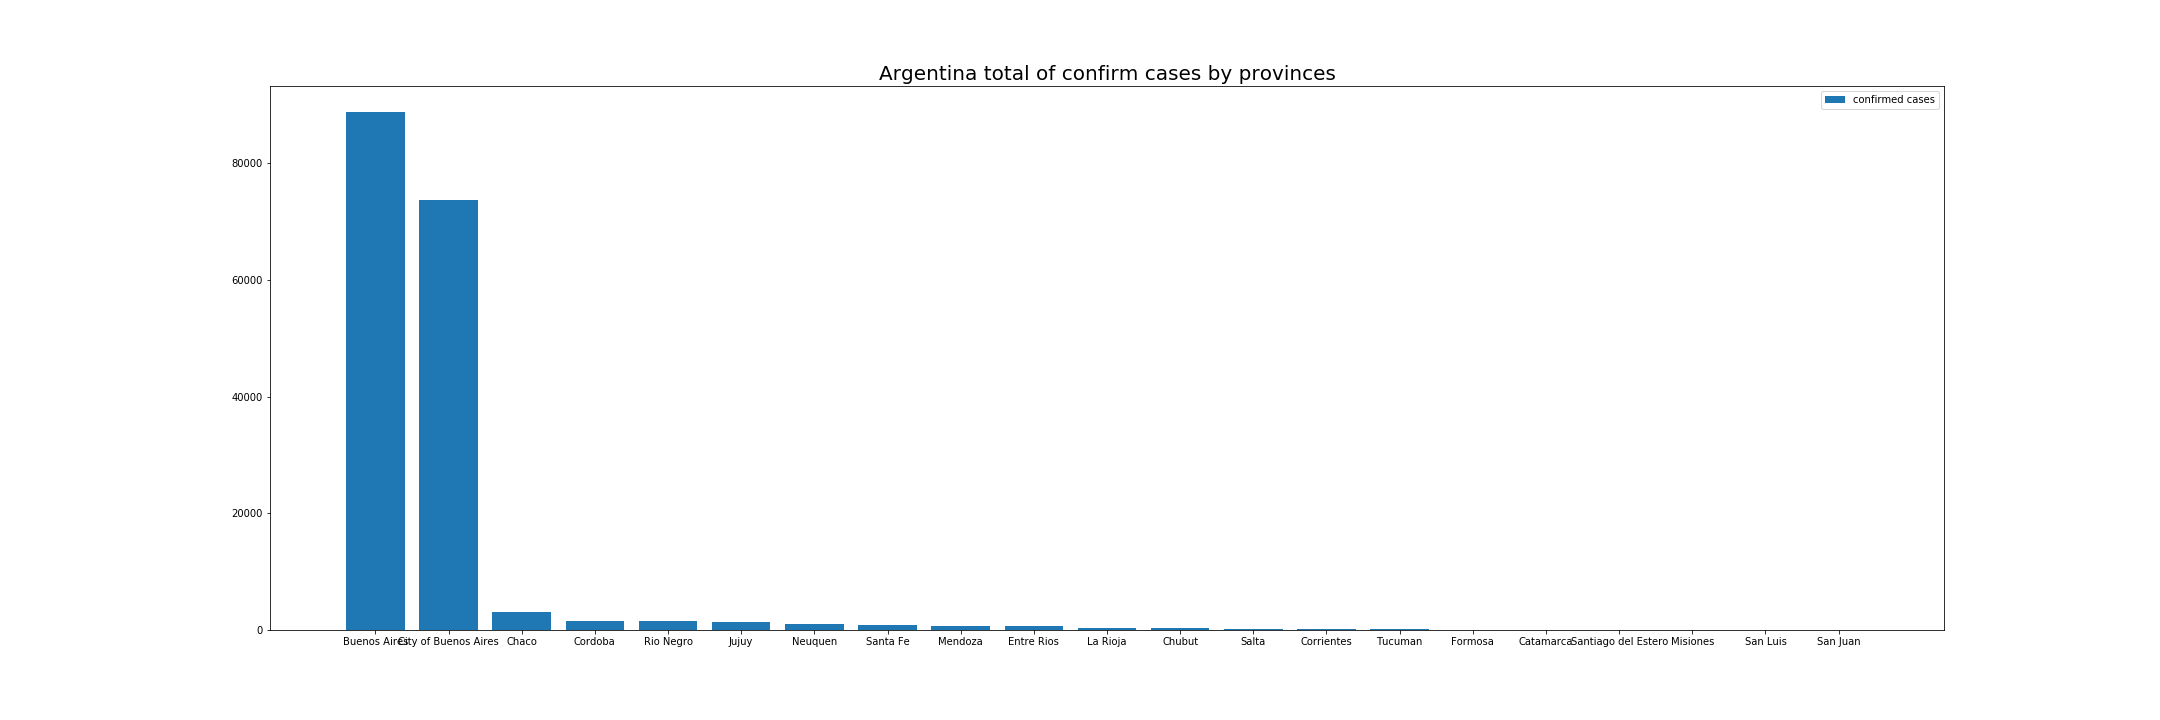 Argentina total of confirm cases by provinces
confirmed cases
80000
60000
40000
20000
0
Buenos Aires City of Buenos Aires Chaco Cordoba Rio Negro Jujuy Neuquen Santa Fe Mendoza Entre Rios La Rioja Chubut Salta Corrientes Tucuman Formosa Catamarca Santiago del Estero Misiones San Luis San Juan